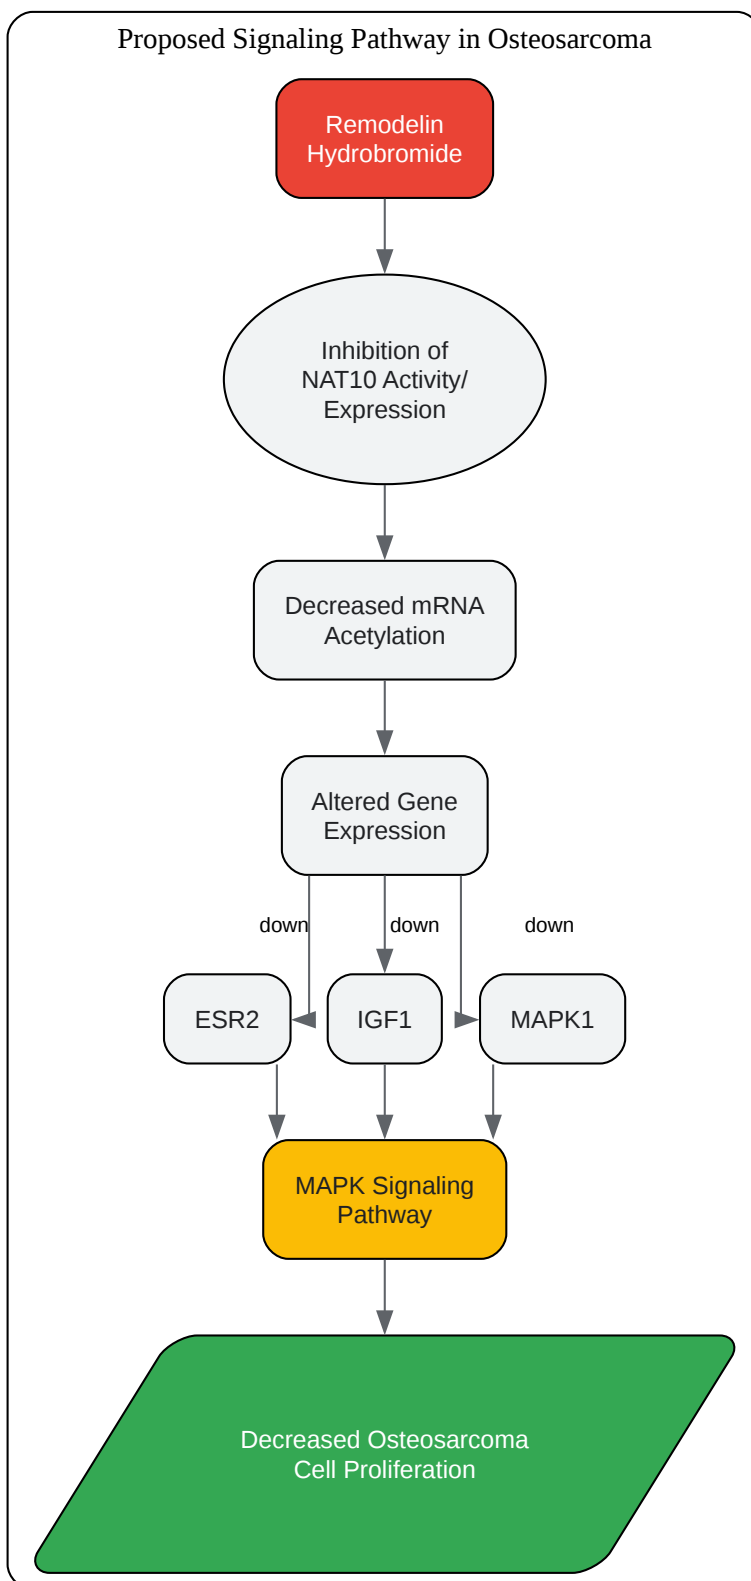 Proposed Signaling Pathway in Osteosarcoma
Remodelin
Hydrobromide
Inhibition of
NAT10 Activity/
Expression
Decreased mRNA
Acetylation
Altered Gene
Expression
down
down
down
ESR2
IGF1
MAPK1
MAPK Signaling
Pathway
Decreased Osteosarcoma
Cell Proliferation